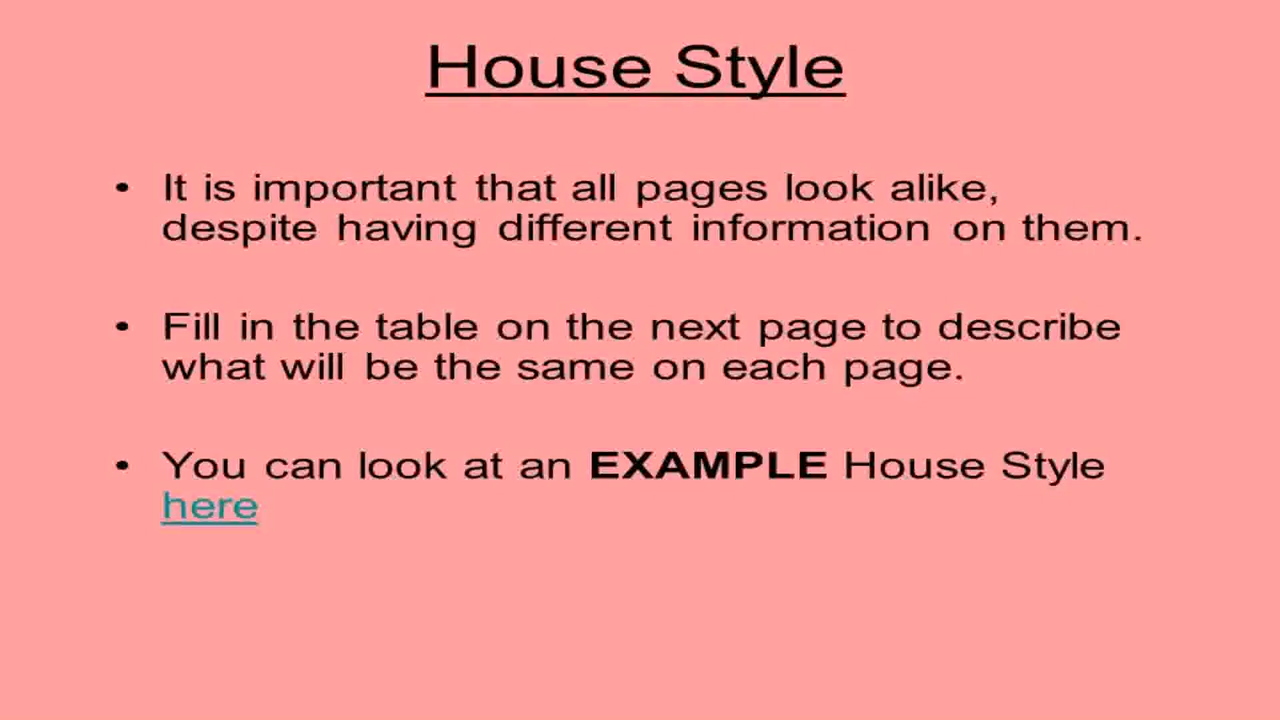 House Style
• It is important that all pages look alike,
despite having different information on them.
• Fill in the table on the next page to describe
what will be the same on each page.
• You can look at an EXAMPLE House Style
here